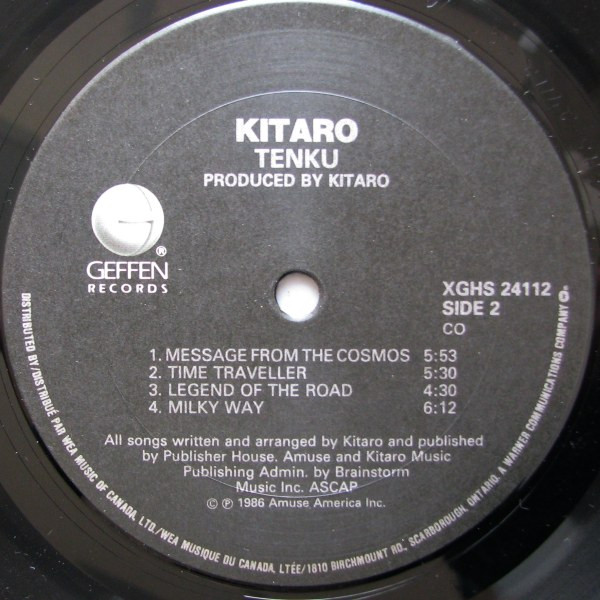 KITARO
TENKU
PRODUCED BY KITARO
®
GEFFEN
RECORDS
XGHS 24112
SIDE 2
CO
1. MESSAGE FROM THE COSMOS 5:53
2. TIME TRAVELLER 5:30
3. LEGEND OF THE ROAD 4:30
4. MILKY WAY 6:12
All songs written and arranged by Kitaro and published
by Publisher House. Amuse and Kitaro Music
Publishing Admin. by Brainstorm
Music Inc. ASCAP
© ℗ 1986 Amuse America Inc.
DISTRIBUTED BY/DISTRIBUÉ PAR WEA MUSIC OF CANADA, LTD./WEA MUSIQUE DU CANADA, LTÉE/1810 BIRCHMOUNT RD., SCARBOROUGH, ONTARIO, A WARNER COMMUNICATIONS COMPANY